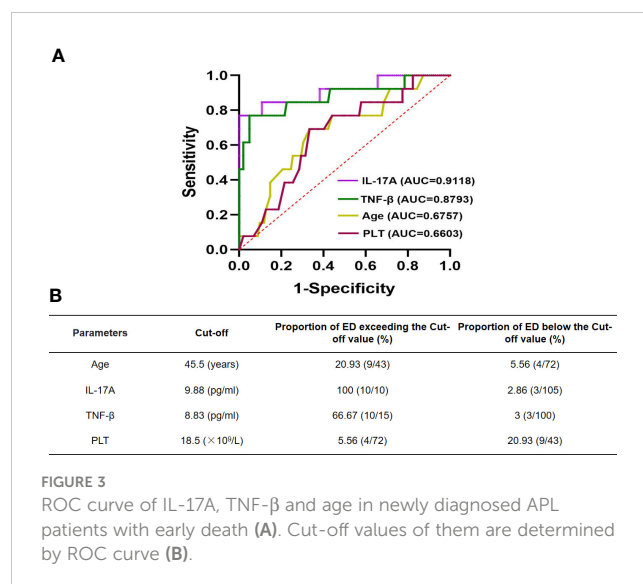 A
1.0
0.8
0.6
0.4
0.2
0.0
Sensitivity
IL-17A (AUC=0.9118)
TNF-β (AUC=0.8793)
Age (AUC=0.6757)
PLT (AUC=0.6603)
0.0 0.2 0.4 0.6 0.8 1.0
1-Specificity
B
Parameters Cut-off Proportion of ED exceeding the Cut- Proportion of ED below the Cut-
off value (%) off value (%)
Age 45.5 (years) 20.93 (9/43) 5.56 (4/72)
IL-17A 9.88 (pg/ml) 100 (10/10) 2.86 (3/105)
TNF-β 8.83 (pg/ml) 66.67 (10/15) 3 (3/100)
PLT 18.5 (×10⁹/L) 5.56 (4/72) 20.93 (9/43)
FIGURE 3
ROC curve of IL-17A, TNF-β and age in newly diagnosed APL
patients with early death (A). Cut-off values of them are determined
by ROC curve (B).